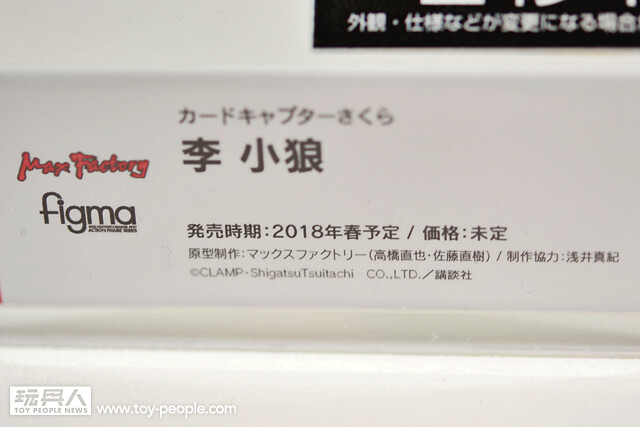 外観・仕様などが変更になる場合
カードキャプターさくら
李 小狼
Max Factory
figma
発売時期：2018年春予定 / 価格：未定
原型制作：マックスファクトリー（高橋直也・佐藤直樹） / 制作協力：浅井真紀
©CLAMP・ShigatsuTsuitachi CO.,LTD.／講談社
玩具人
TOY PEOPLE NEWS
www.toy-people.com